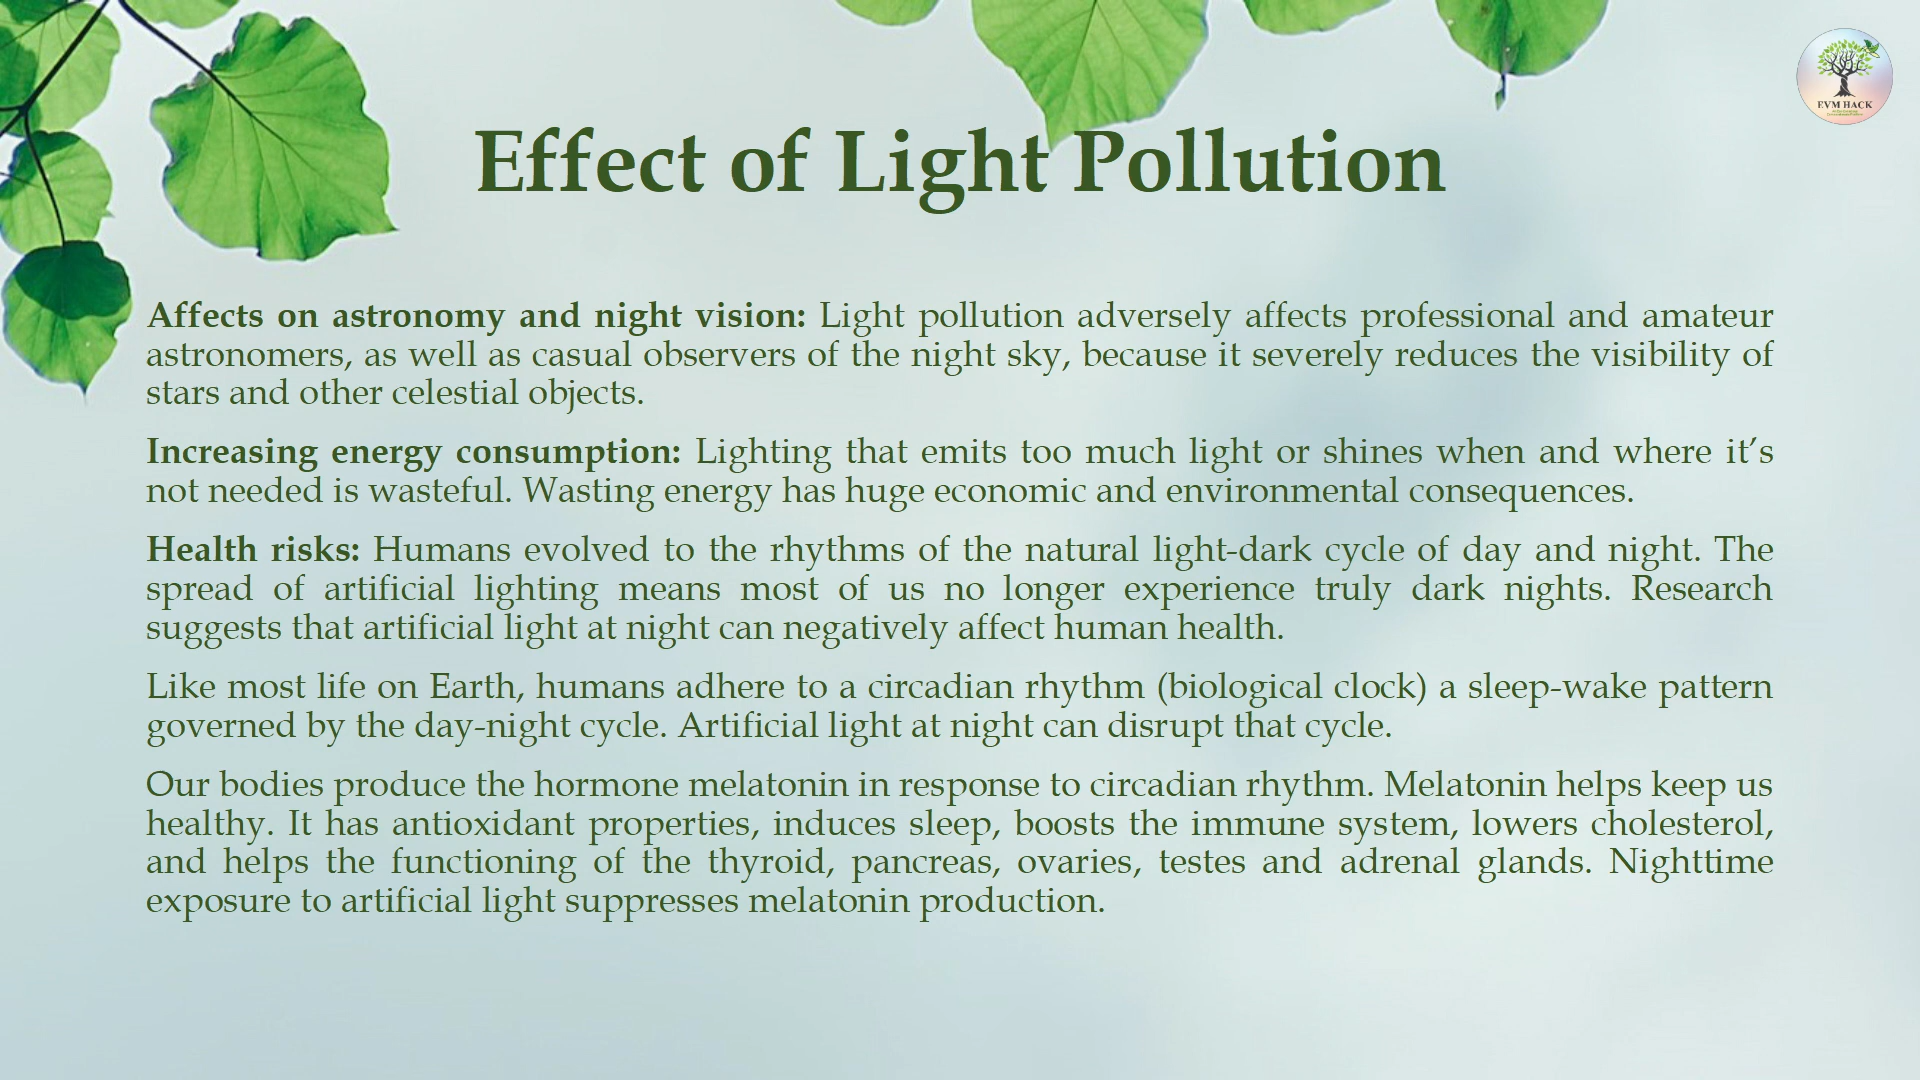 EVM HACK
Effect of Light Pollution
Affects on astronomy and night vision: Light pollution adversely affects professional and amateur
astronomers, as well as casual observers of the night sky, because it severely reduces the visibility of
stars and other celestial objects.
Increasing energy consumption: Lighting that emits too much light or shines when and where it’s
not needed is wasteful. Wasting energy has huge economic and environmental consequences.
Health risks: Humans evolved to the rhythms of the natural light-dark cycle of day and night. The
spread of artificial lighting means most of us no longer experience truly dark nights. Research
suggests that artificial light at night can negatively affect human health.
Like most life on Earth, humans adhere to a circadian rhythm (biological clock) a sleep-wake pattern
governed by the day-night cycle. Artificial light at night can disrupt that cycle.
Our bodies produce the hormone melatonin in response to circadian rhythm. Melatonin helps keep us
healthy. It has antioxidant properties, induces sleep, boosts the immune system, lowers cholesterol,
and helps the functioning of the thyroid, pancreas, ovaries, testes and adrenal glands. Nighttime
exposure to artificial light suppresses melatonin production.